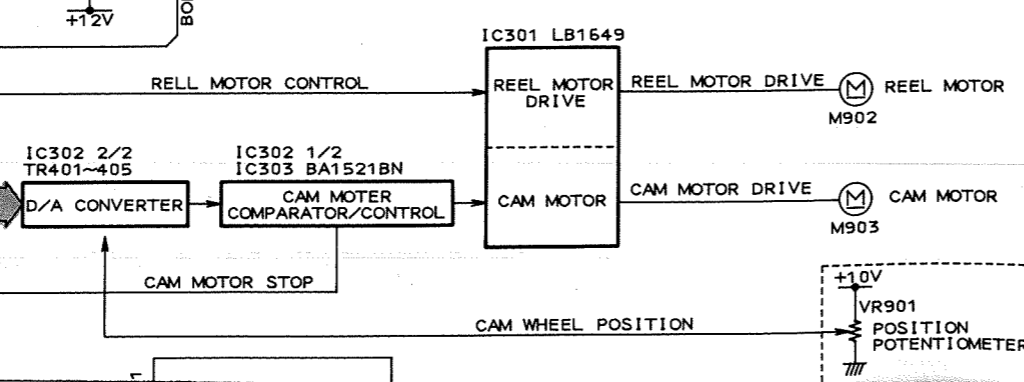 +12V
IC301 LB1649
RELL MOTOR CONTROL
REEL MOTOR
DRIVE
REEL MOTOR DRIVE
REEL MOTOR
M902
IC302 2/2
TR401~405
D/A CONVERTER
IC302 1/2
IC303 BA1521BN
CAM MOTER
COMPARATOR/CONTROL
CAM MOTOR
CAM MOTOR DRIVE
CAM MOTOR
M903
CAM MOTOR STOP
CAM WHEEL POSITION
+10V
VR901
POSITION
POTENTIOMETER
M
M